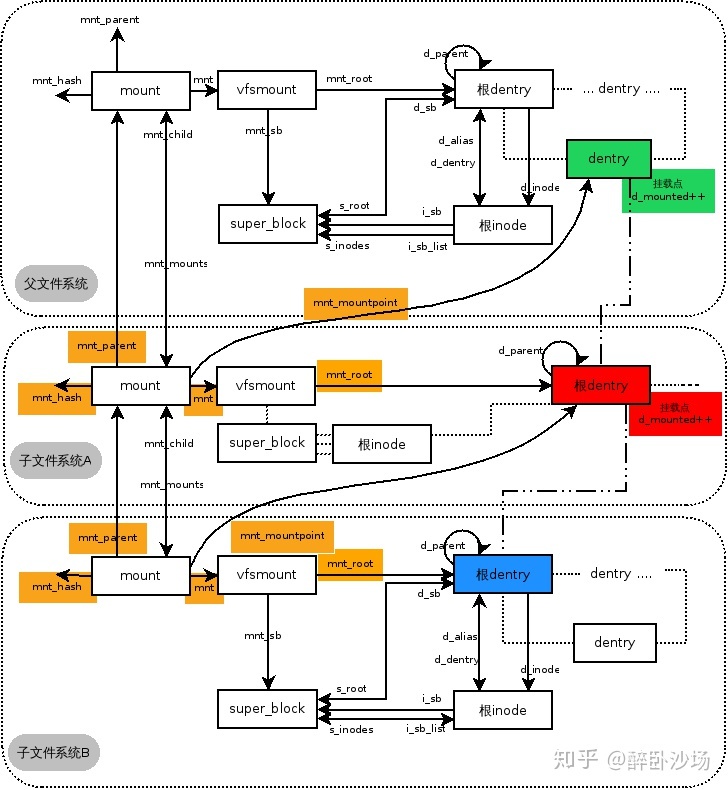 mnt_parent
mnt_hash
mount
mnt
vfsmount
mnt_root
d_parent
根dentry
... dentry ....
d_sb
mnt_child
mnt_sb
d_alias
d_dentry
dentry
挂载点
d_mounted++
d_inode
s_root
super_block
i_sb
根inode
s_inodes
i_sb_list
mnt_mounts
父文件系统
mnt_mountpoint
mnt_parent
d_parent
mnt_root
mount
vfsmount
根dentry
mnt_hash
mnt
挂载点
d_mounted++
mnt_child
super_block
根inode
子文件系统A
mnt_mounts
mnt_parent
mnt_mountpoint
d_parent
mnt_root
mount
vfsmount
根dentry
dentry ....
mnt_hash
mnt
d_sb
mnt_sb
d_alias
dentry
d_dentry
d_inode
s_root
super_block
i_sb
根inode
s_inodes
i_sb_list
子文件系统B
知乎 @醉卧沙场